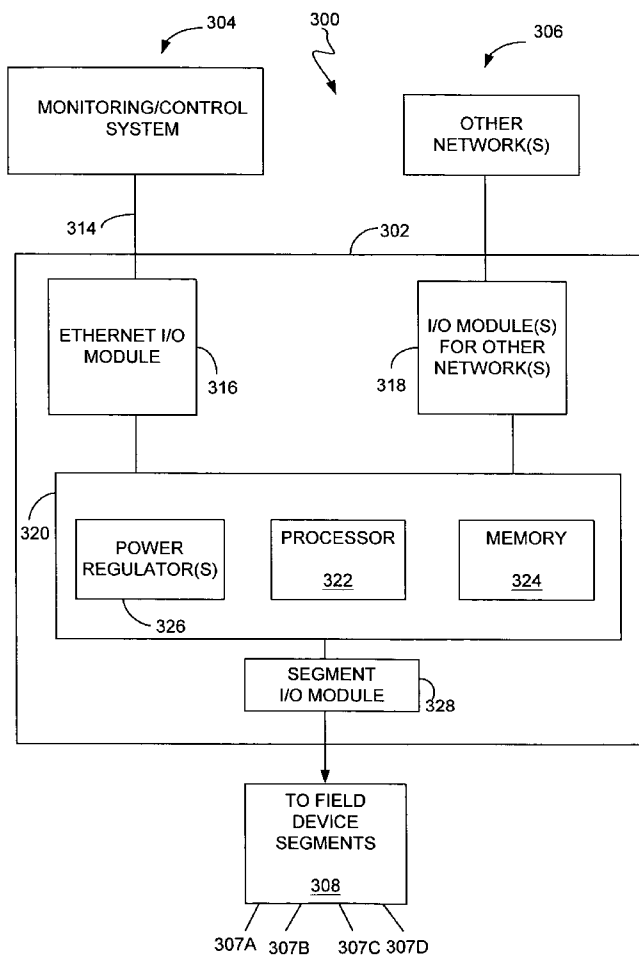 304
300
306
MONITORING/CONTROL
SYSTEM
OTHER
NETWORK(S)
314
302
ETHERNET I/O
MODULE
316
I/O MODULE(S)
FOR OTHER
NETWORK(S)
318
320
POWER
REGULATOR(S)
326
PROCESSOR
322
MEMORY
324
SEGMENT
I/O MODULE
328
TO FIELD
DEVICE
SEGMENTS
308
307A
307B
307C
307D